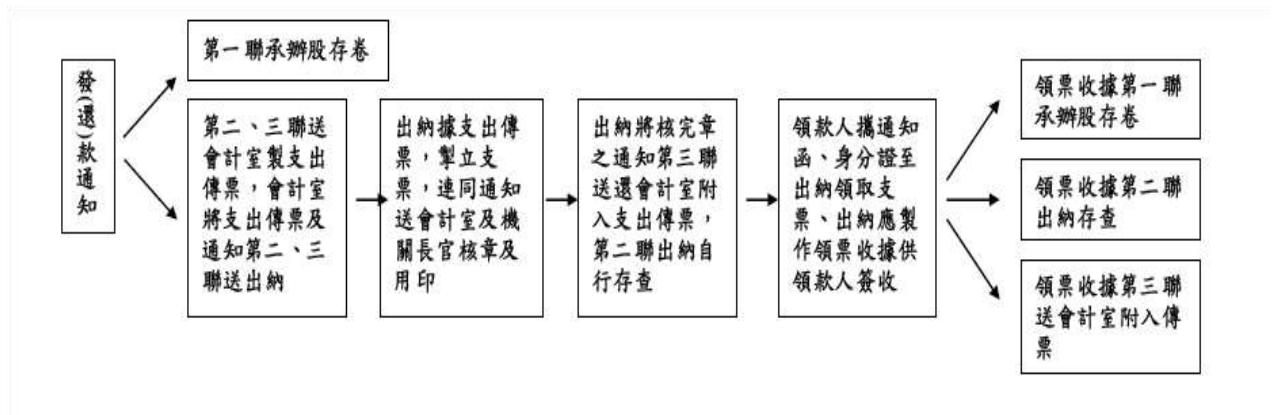 發(還)款通知
第一聯承辦股存卷
第二、三聯送
會計室製支出
傳票，會計室
將支出傳票及
通知第二、三
聯送出納
出納據支出傳
票，掣立支
票，連同通知
送會計室及機
關長官核章及
用印
出納將核完章
之通知第三聯
送還會計室附
入支出傳票，
第二聯出納自
行存查
領款人攜通知
函、身分證至
出納領取支
票、出納應製
作領票收據供
領款人簽收
領票收據第一聯
承辦股存卷
領票收據第二聯
出納存查
領票收據第三聯
送會計室附入傳
票